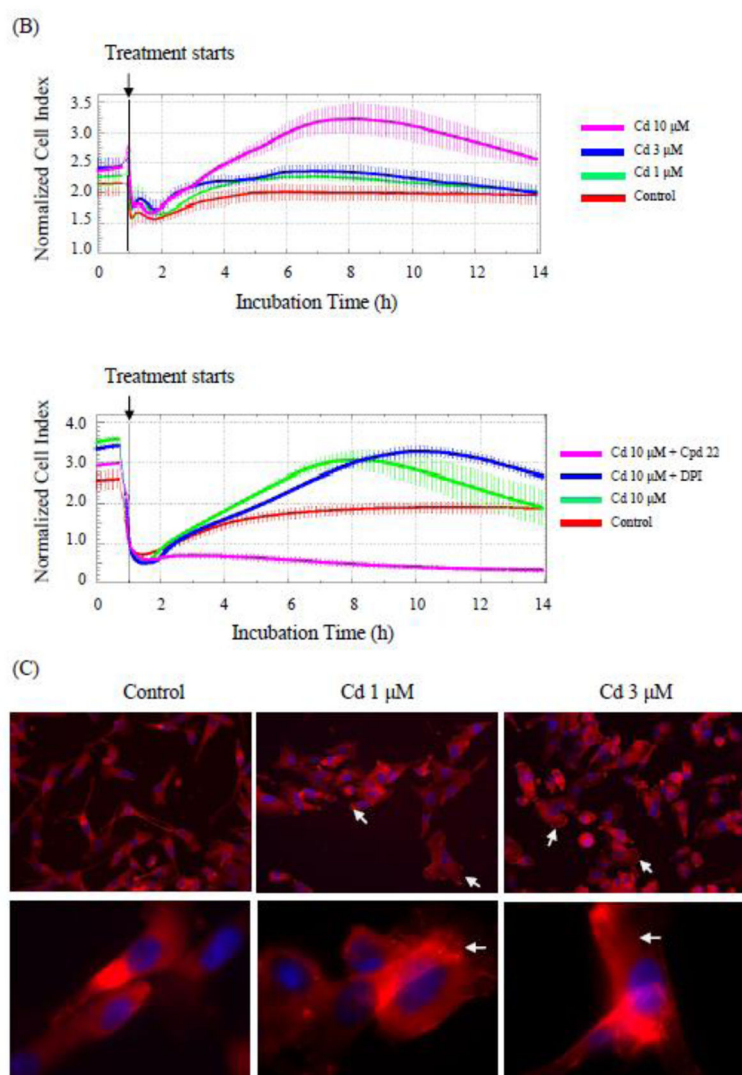 (B)
Treatment starts
Normalized Cell Index
3.5
3.0
2.5
2.0
1.5
1.0
0 2 4 6 8 10 12 14
Incubation Time (h)
Cd 10 μM
Cd 3 μM
Cd 1 μM
Control
Treatment starts
Normalized Cell Index
4.0
3.0
2.0
1.0
0
0 2 4 6 8 10 12 14
Incubation Time (h)
Cd 10 μM + Cpd 22
Cd 10 μM + DPI
Cd 10 μM
Control
(C)
Control Cd 1 μM Cd 3 μM